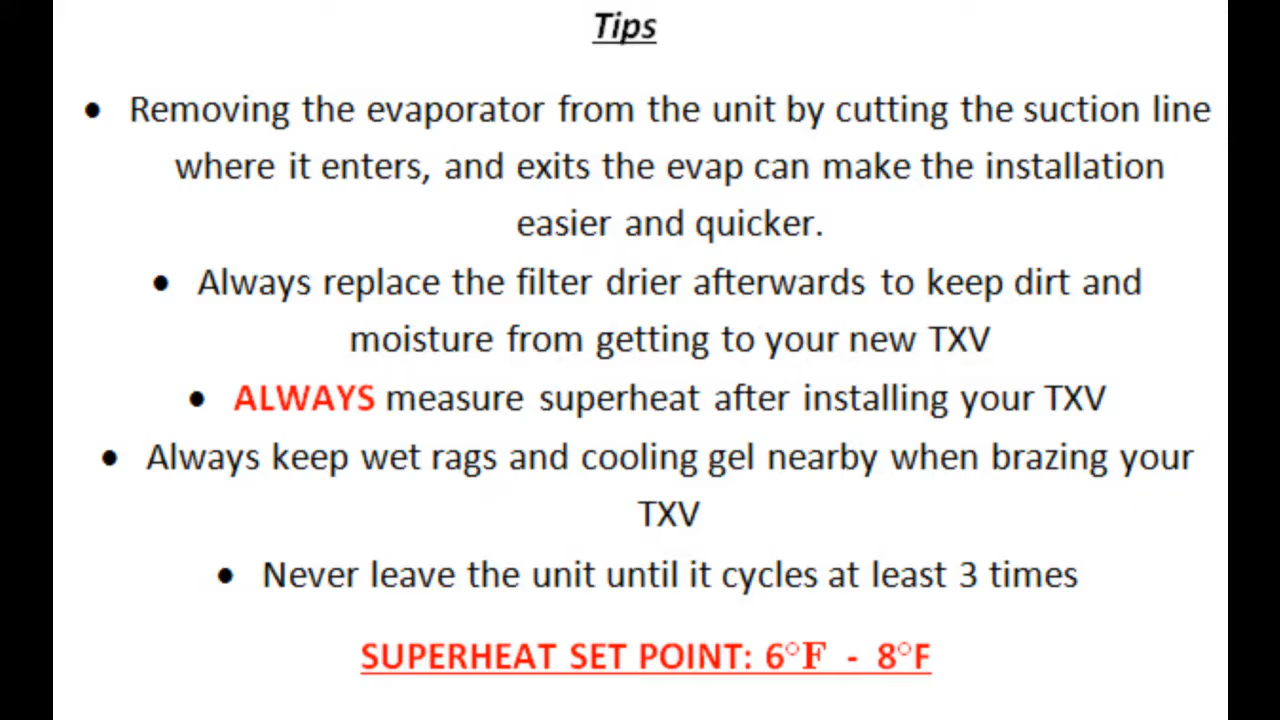 Tips
• Removing the evaporator from the unit by cutting the suction line
where it enters, and exits the evap can make the installation
easier and quicker.
• Always replace the filter drier afterwards to keep dirt and
moisture from getting to your new TXV
• ALWAYS measure superheat after installing your TXV
• Always keep wet rags and cooling gel nearby when brazing your
TXV
• Never leave the unit until it cycles at least 3 times
SUPERHEAT SET POINT: 6°F - 8°F